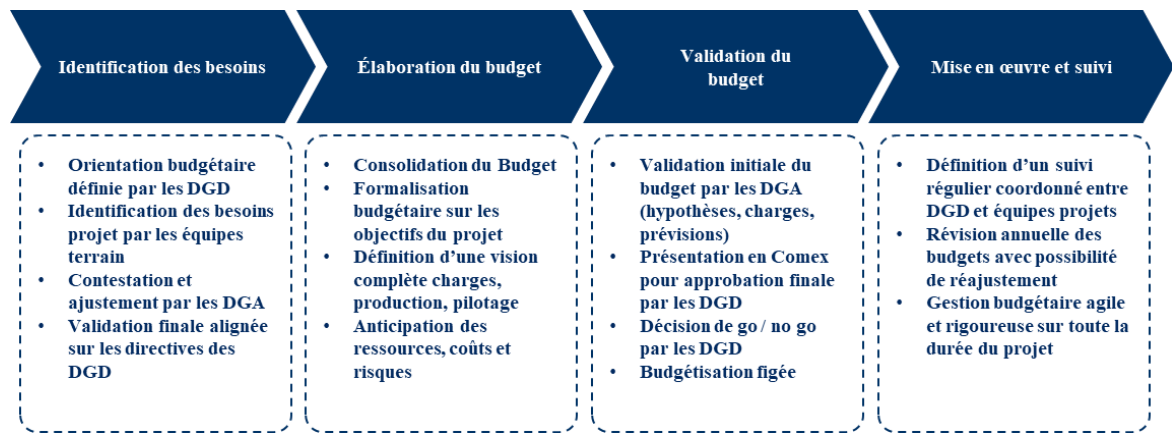 Identification des besoins
Élaboration du budget
Validation du
budget
Mise en œuvre et suivi
• Orientation budgétaire
définie par les DGD
• Identification des besoins
projet par les équipes
terrain
• Contestation et
ajustement par les DGA
• Validation finale alignée
sur les directives des
DGD
• Consolidation du Budget
• Formalisation
budgétaire sur les
objectifs du projet
• Définition d’une vision
complète charges,
production, pilotage
• Anticipation des
ressources, coûts et
risques
• Validation initiale du
budget par les DGA
(hypothèses, charges,
prévisions)
• Présentation en Comex
pour approbation finale
par les DGD
• Décision de go / no go
par les DGD
• Budgétisation figée
• Définition d’un suivi
régulier coordonné entre
DGD et équipes projets
• Révision annuelle des
budgets avec possibilité
de réajustement
• Gestion budgétaire agile
et rigoureuse sur toute la
durée du projet